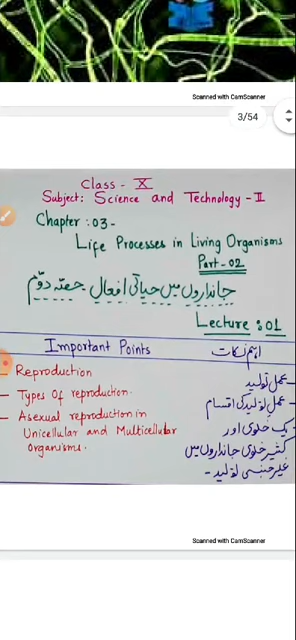 Scanned with CamScanner
3/54
Class - X
Subject: Science and Technology - II
Chapter : 03 -
Life Processes in Living Organisms
Part - 02
جانداروں میں حیاتی افعال - حصّہ دوّم
Lecture : 01
Important Points اہم نکات
– Reproduction
– Types of reproduction.
– Asexual reproduction in
Unicellular and Multicellular
Organisms.
– عمل تولید
– عمل تولید کی اقسام
– یک خلوی اور
کثیر خلوی جانداروں میں
غیر جنسی تولید -
Scanned with CamScanner